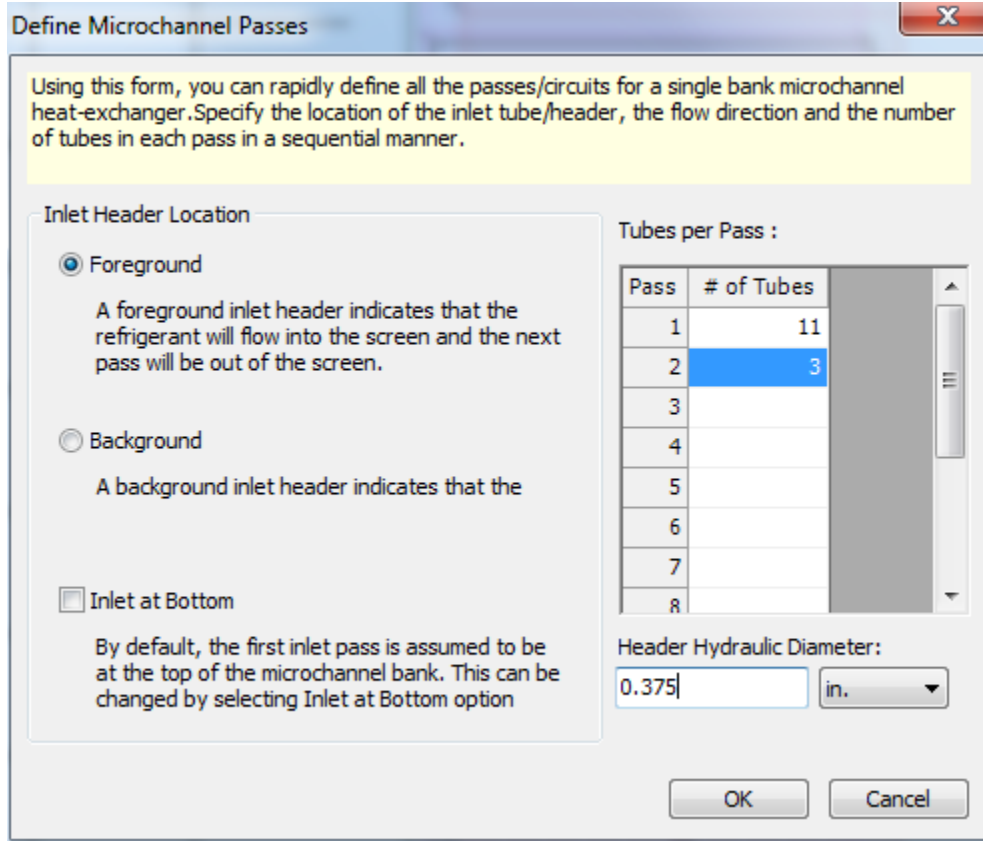 Define Microchannel Passes
Using this form, you can rapidly define all the passes/circuits for a single bank microchannel
heat-exchanger.Specify the location of the inlet tube/header, the flow direction and the number
of tubes in each pass in a sequential manner.
Inlet Header Location
Foreground
A foreground inlet header indicates that the
refrigerant will flow into the screen and the next
pass will be out of the screen.
Background
A background inlet header indicates that the
Inlet at Bottom
By default, the first inlet pass is assumed to be
at the top of the microchannel bank. This can be
changed by selecting Inlet at Bottom option
Tubes per Pass :
Pass # of Tubes
1 11
2 3
3
4
5
6
7
8
Header Hydraulic Diameter:
0.375 in.
OK Cancel